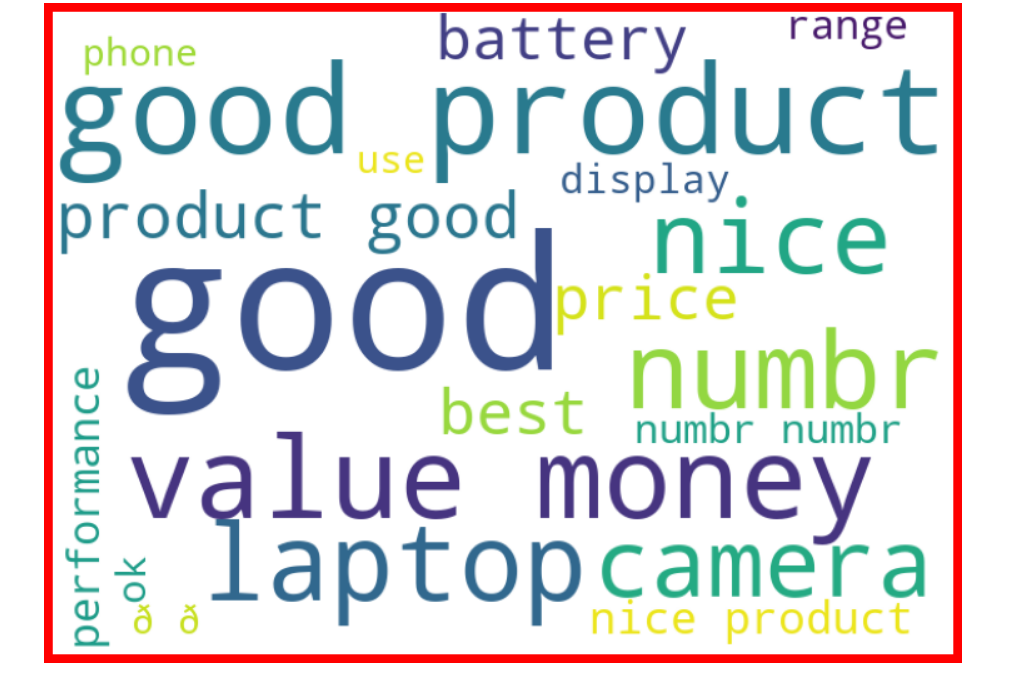 phone
battery
range
good product
use
display
product good
nice
good
price
numbr
best
numbr numbr
value money
performance
laptop
camera
ok
ð ð
nice product